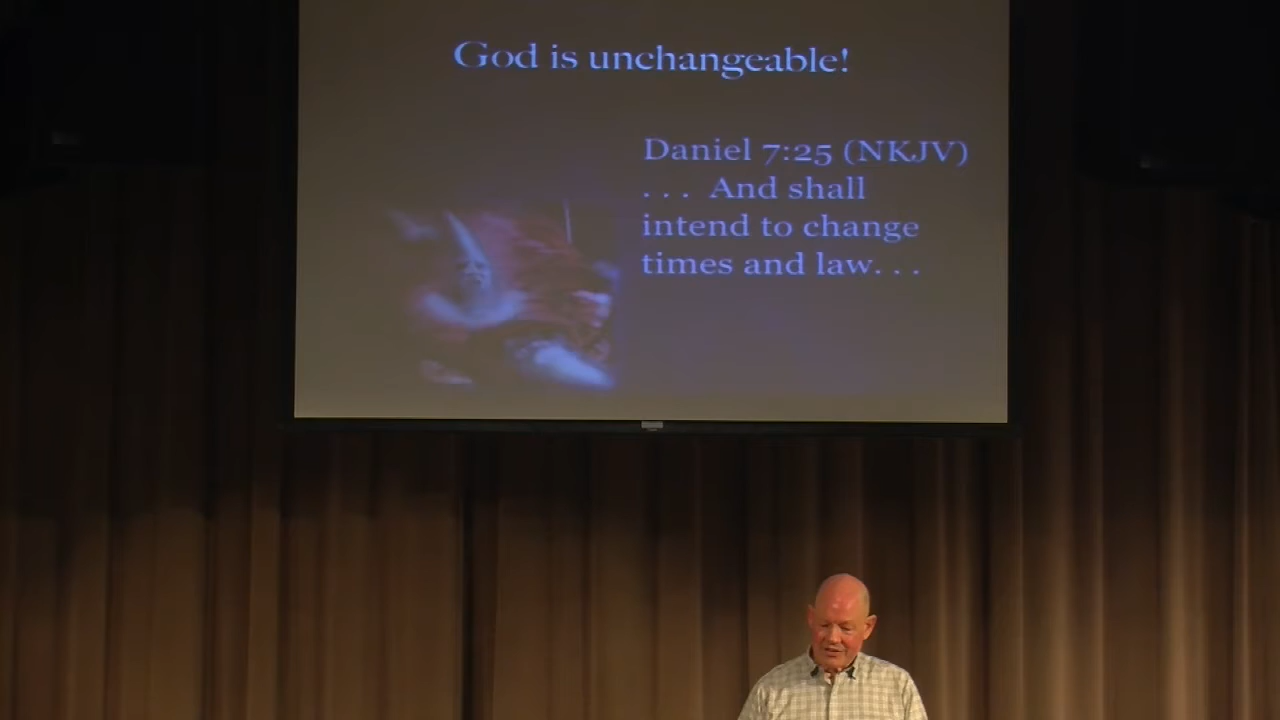 God is unchangeable!
Daniel 7:25 (NKJV)
. . . And shall
intend to change
times and law. . .